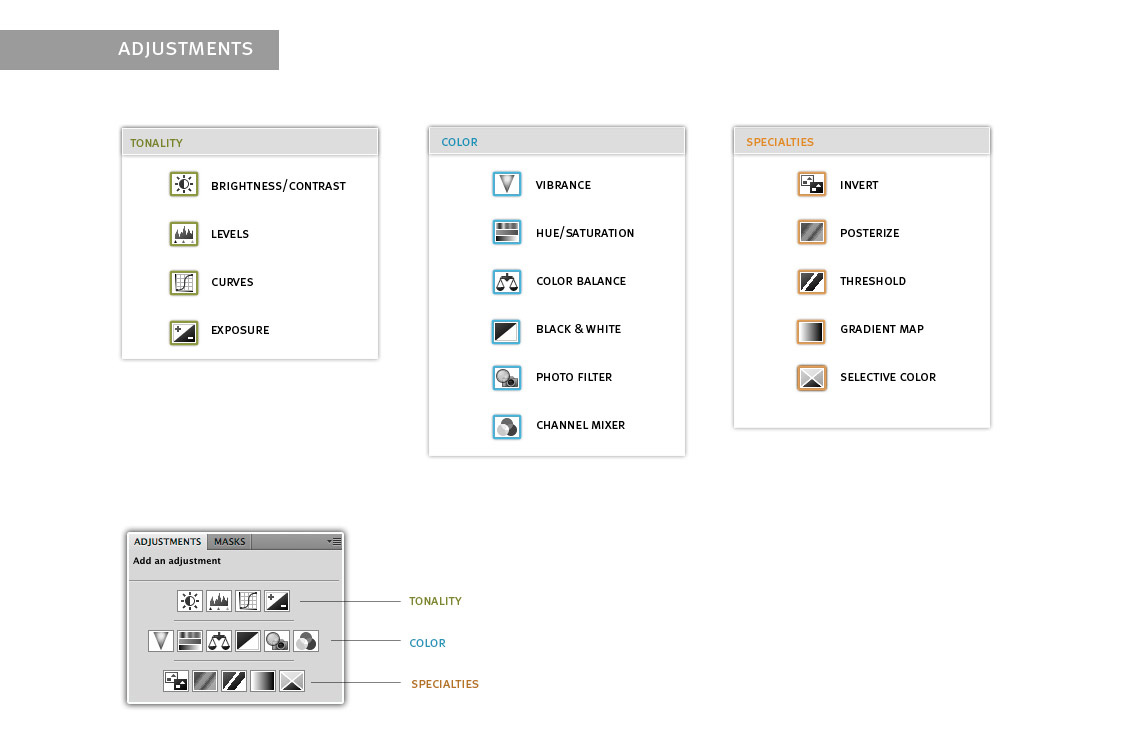 ADJUSTMENTS
TONALITY
BRIGHTNESS/CONTRAST
LEVELS
CURVES
EXPOSURE
COLOR
VIBRANCE
HUE/SATURATION
COLOR BALANCE
BLACK & WHITE
PHOTO FILTER
CHANNEL MIXER
SPECIALTIES
INVERT
POSTERIZE
THRESHOLD
GRADIENT MAP
SELECTIVE COLOR
ADJUSTMENTS MASKS
Add an adjustment
TONALITY
COLOR
SPECIALTIES